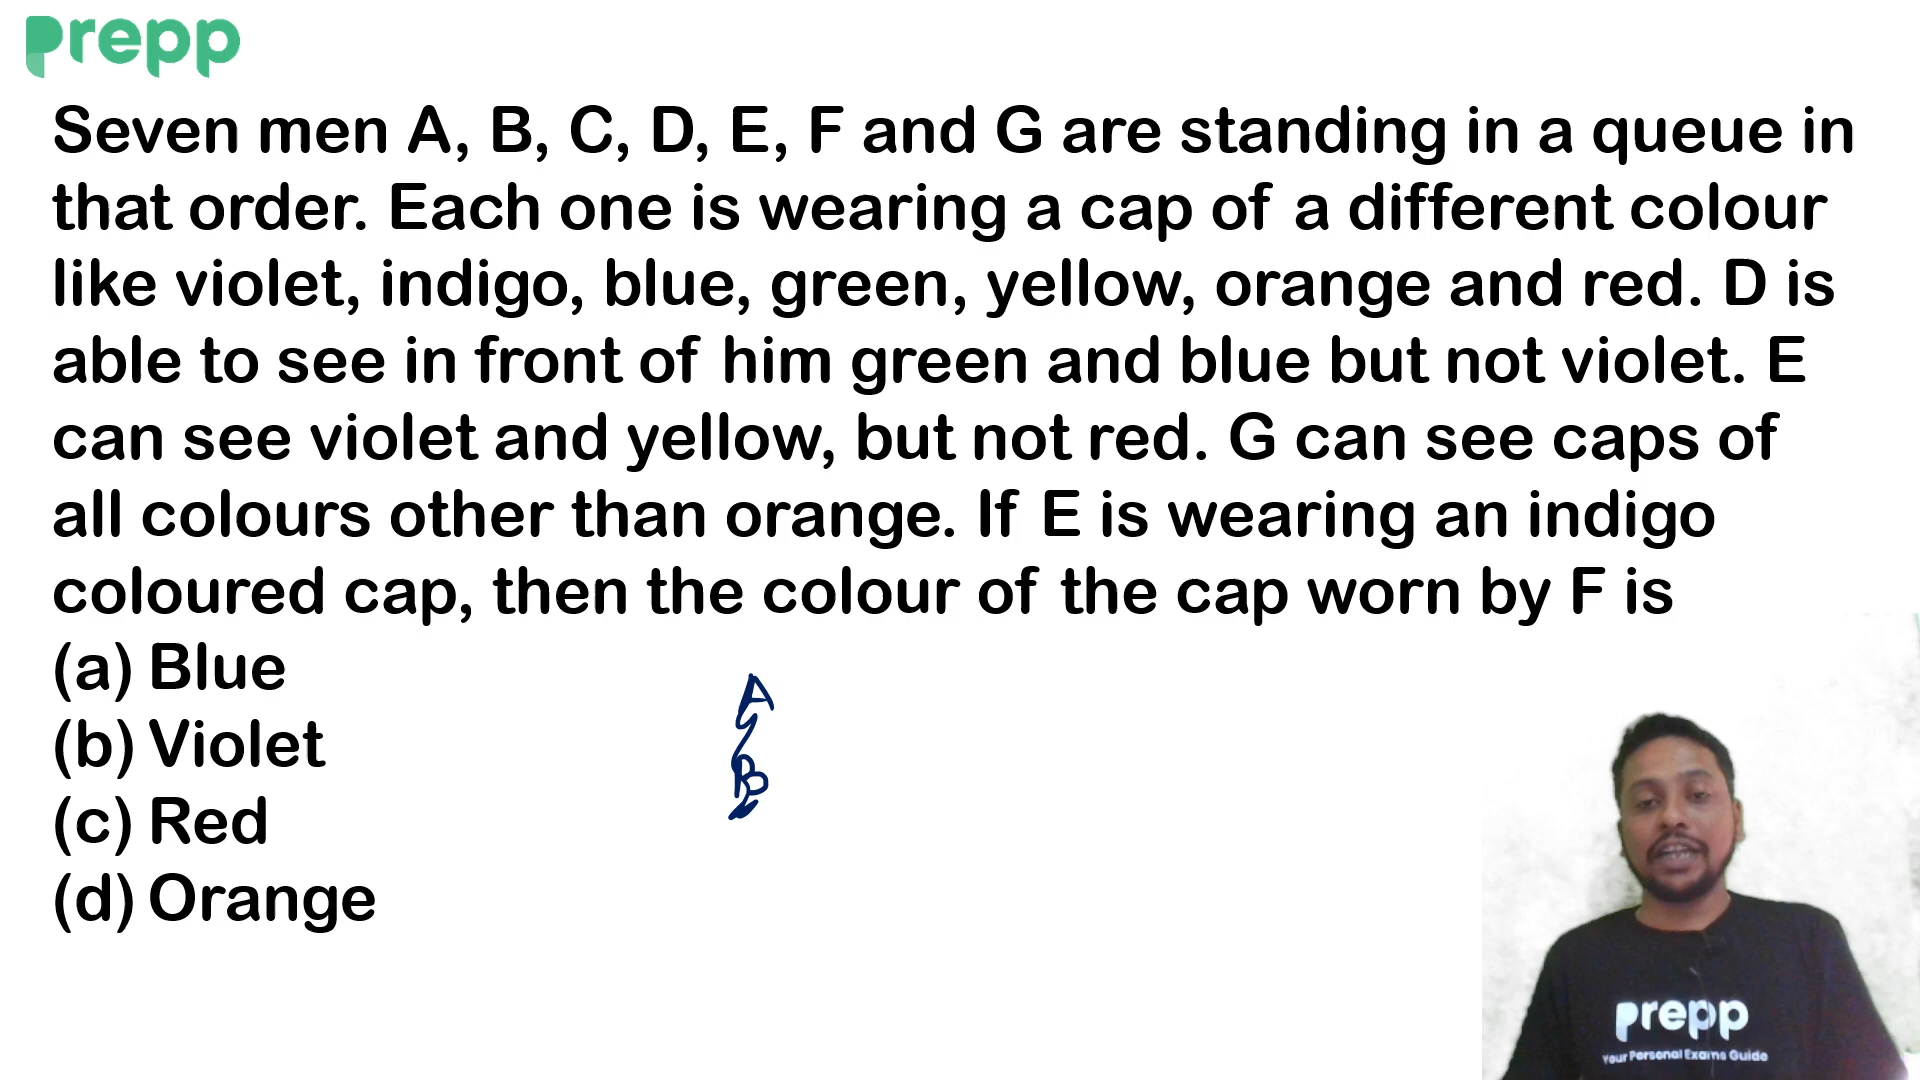 prepp
Seven men A, B, C, D, E, F and G are standing in a queue in
that order. Each one is wearing a cap of a different colour
like violet, indigo, blue, green, yellow, orange and red. D is
able to see in front of him green and blue but not violet. E
can see violet and yellow, but not red. G can see caps of
all colours other than orange. If E is wearing an indigo
coloured cap, then the colour of the cap worn by F is
(a) Blue
(b) Violet
(c) Red
(d) Orange
A
B
prepp
Your Personal Exams Guide